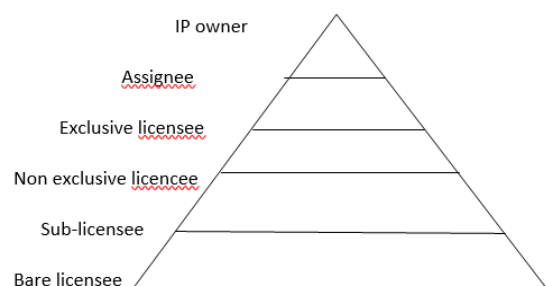 IP owner
Assignee
Exclusive licensee
Non exclusive licencee
Sub-licensee
Bare licensee